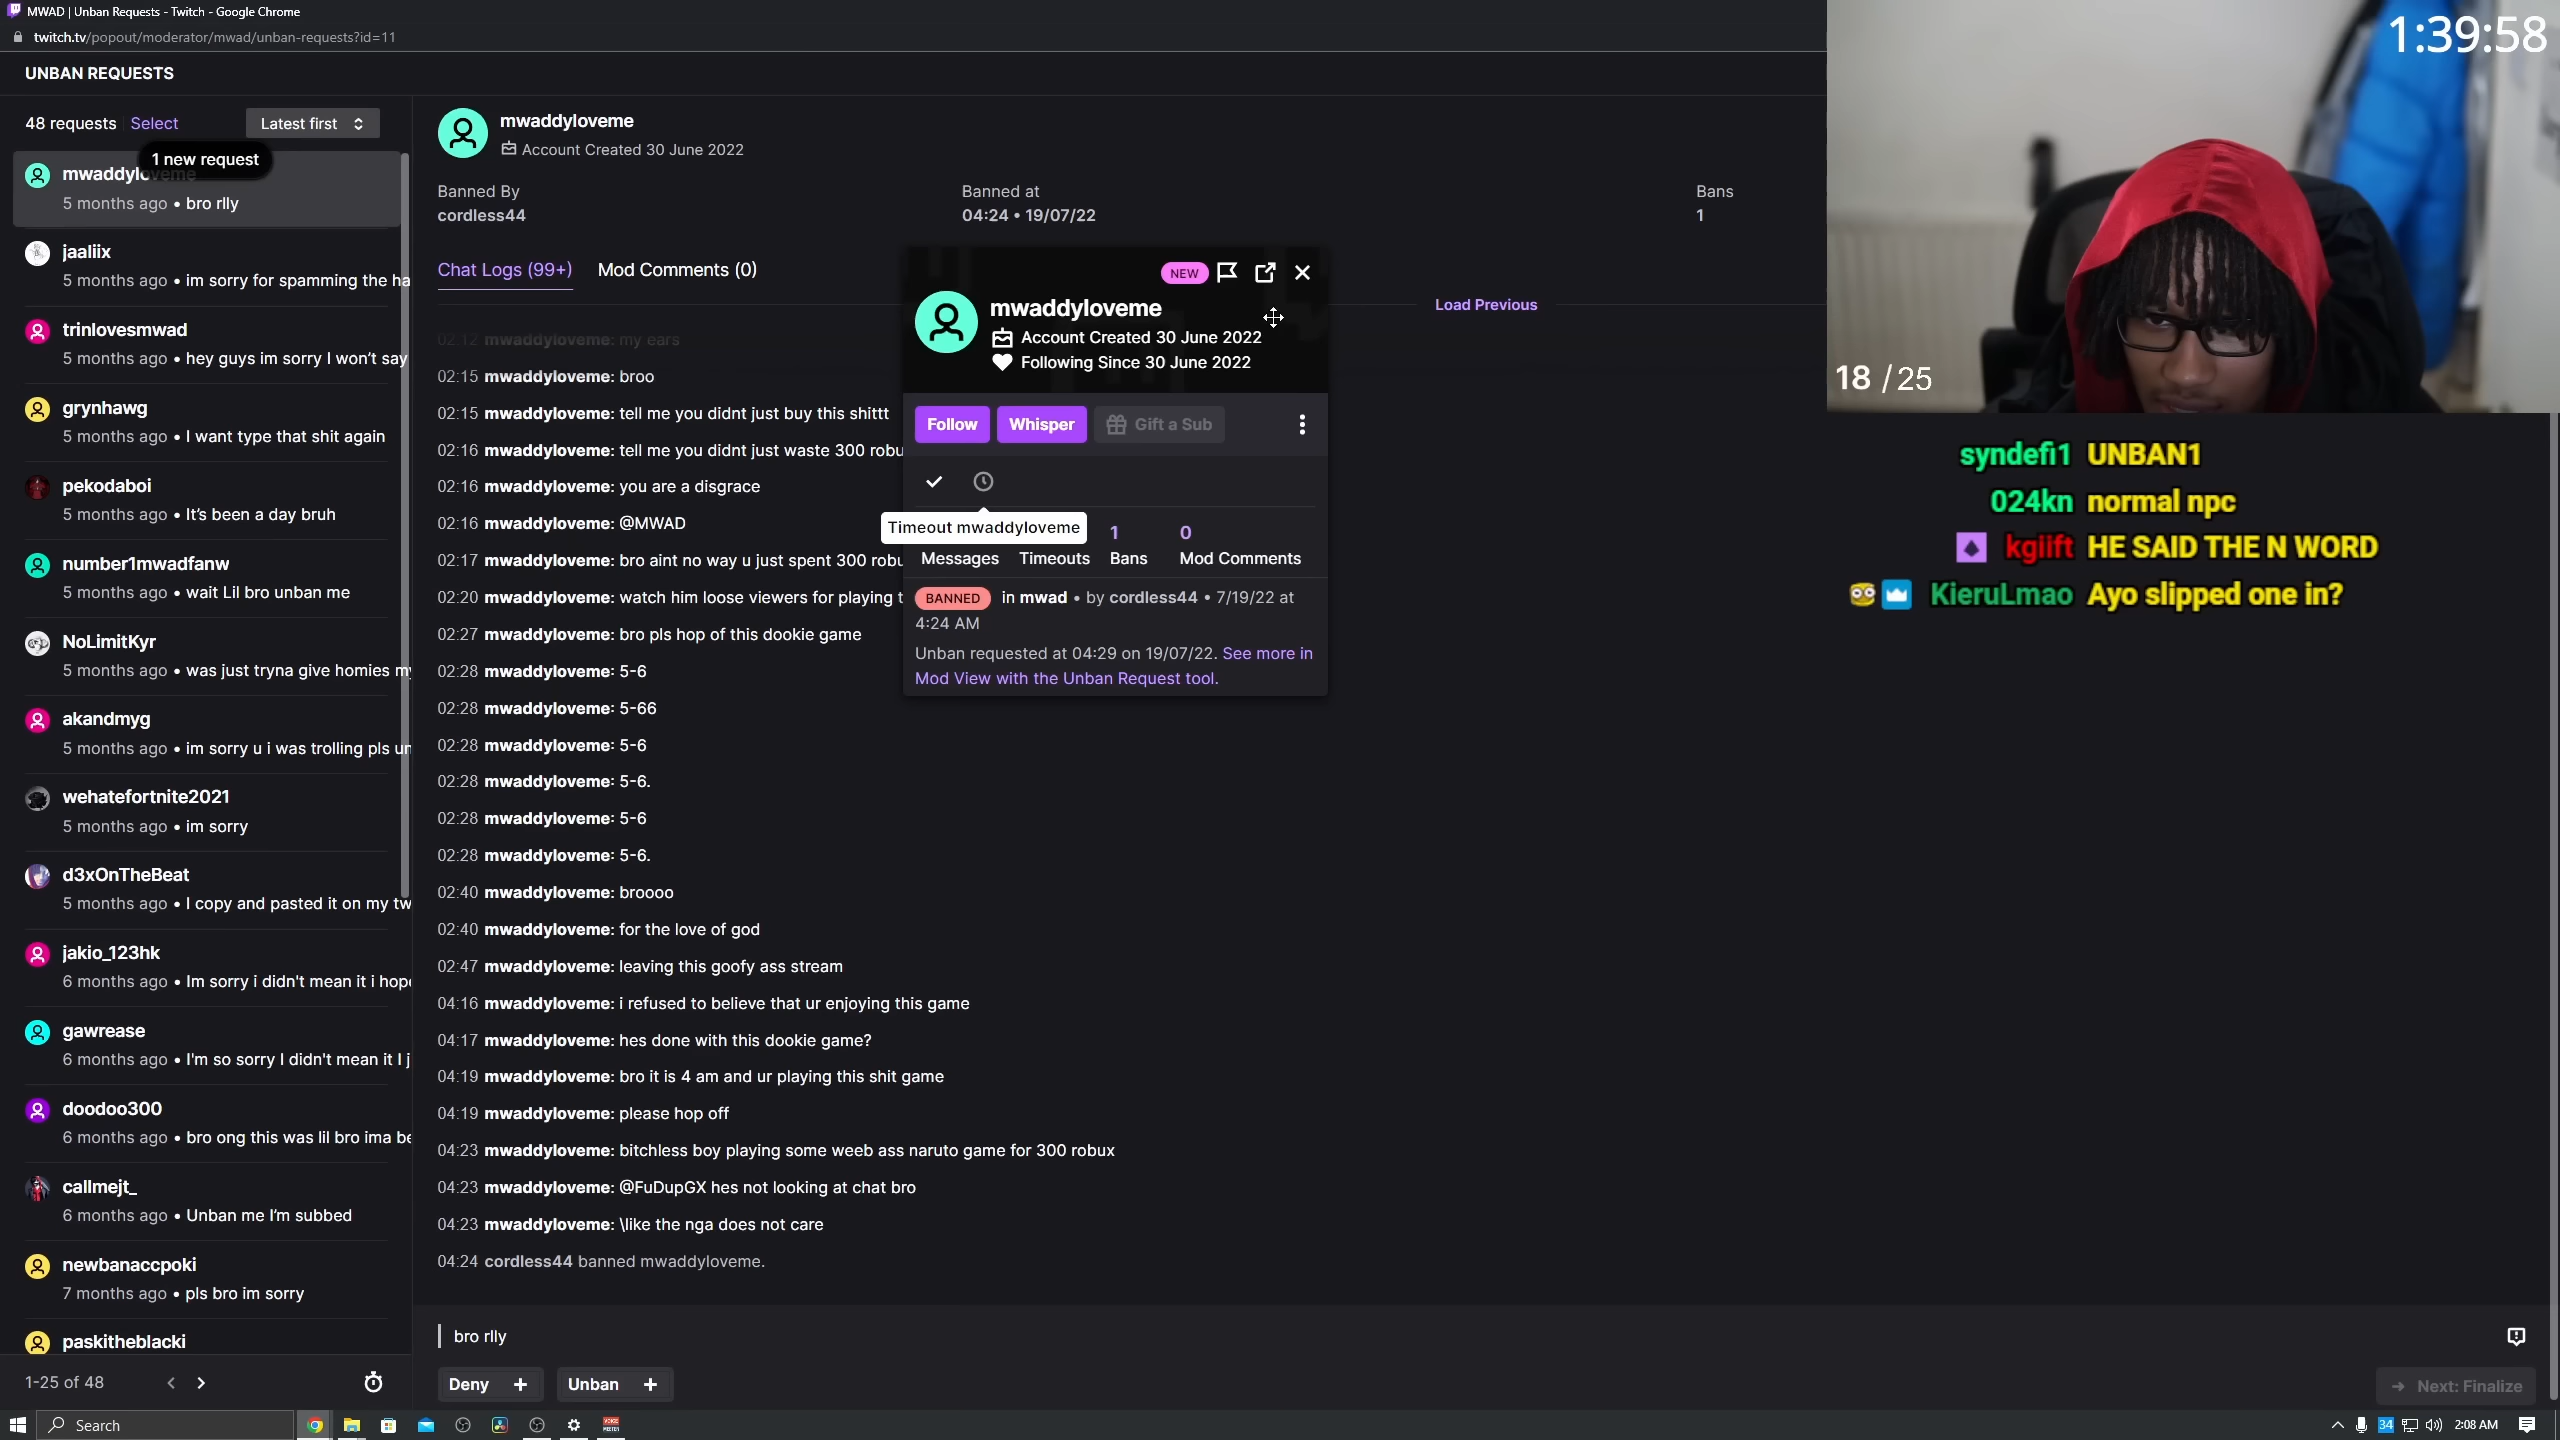 MWAD | Unban Requests - Twitch - Google Chrome
twitch.tv/popout/moderator/mwad/unban-requests?id=11
UNBAN REQUESTS
48 requests Select Latest first
1 new request
mwaddyloveme
5 months ago • bro rlly
jaaliix
5 months ago • im sorry for spamming the ha
trinlovesmwad
5 months ago • hey guys im sorry I won't say
grynhawg
5 months ago • I want type that shit again
pekodaboi
5 months ago • It's been a day bruh
number1mwadfanw
5 months ago • wait Lil bro unban me
NoLimitKyr
5 months ago • was just tryna give homies my
akandmyg
5 months ago • im sorry u i was trolling pls un
wehatefortnite2021
5 months ago • im sorry
d3xOnTheBeat
5 months ago • I copy and pasted it on my tw
jakio_123hk
6 months ago • Im sorry i didn't mean it i hope
gawrease
6 months ago • I'm so sorry I didn't mean it I j
doodoo300
6 months ago • bro ong this was lil bro ima be
callmejt_
6 months ago • Unban me I'm subbed
newbanaccpoki
7 months ago • pls bro im sorry
paskitheblacki
1-25 of 48
mwaddyloveme
Account Created 30 June 2022
Banned By
cordless44
Banned at
04:24 • 19/07/22
Bans
1
Chat Logs (99+) Mod Comments (0)
Load Previous
02:12 mwaddyloveme: my ears
02:15 mwaddyloveme: broo
02:15 mwaddyloveme: tell me you didnt just buy this shittt
02:16 mwaddyloveme: tell me you didnt just waste 300 robu
02:16 mwaddyloveme: you are a disgrace
02:16 mwaddyloveme: @MWAD
02:17 mwaddyloveme: bro aint no way u just spent 300 robu
02:20 mwaddyloveme: watch him loose viewers for playing t
02:27 mwaddyloveme: bro pls hop of this dookie game
02:28 mwaddyloveme: 5-6
02:28 mwaddyloveme: 5-66
02:28 mwaddyloveme: 5-6
02:28 mwaddyloveme: 5-6.
02:28 mwaddyloveme: 5-6
02:28 mwaddyloveme: 5-6.
02:40 mwaddyloveme: broooo
02:40 mwaddyloveme: for the love of god
02:47 mwaddyloveme: leaving this goofy ass stream
04:16 mwaddyloveme: i refused to believe that ur enjoying this game
04:17 mwaddyloveme: hes done with this dookie game?
04:19 mwaddyloveme: bro it is 4 am and ur playing this shit game
04:19 mwaddyloveme: please hop off
04:23 mwaddyloveme: bitchless boy playing some weeb ass naruto game for 300 robux
04:23 mwaddyloveme: @FuDupGX hes not looking at chat bro
04:23 mwaddyloveme: \like the nga does not care
04:24 cordless44 banned mwaddyloveme.
bro rlly
Deny + Unban +
Next: Finalize
NEW
mwaddyloveme
Account Created 30 June 2022
Following Since 30 June 2022
Follow Whisper Gift a Sub
Timeout mwaddyloveme
1 0
Messages Timeouts Bans Mod Comments
BANNED in mwad • by cordless44 • 7/19/22 at
4:24 AM
Unban requested at 04:29 on 19/07/22. See more in
Mod View with the Unban Request tool.
1:39:58
18 /25
syndefi1 UNBAN1
024kn normal npc
kgiift HE SAID THE N WORD
KieruLmao Ayo slipped one in?
Search
34
2:08 AM